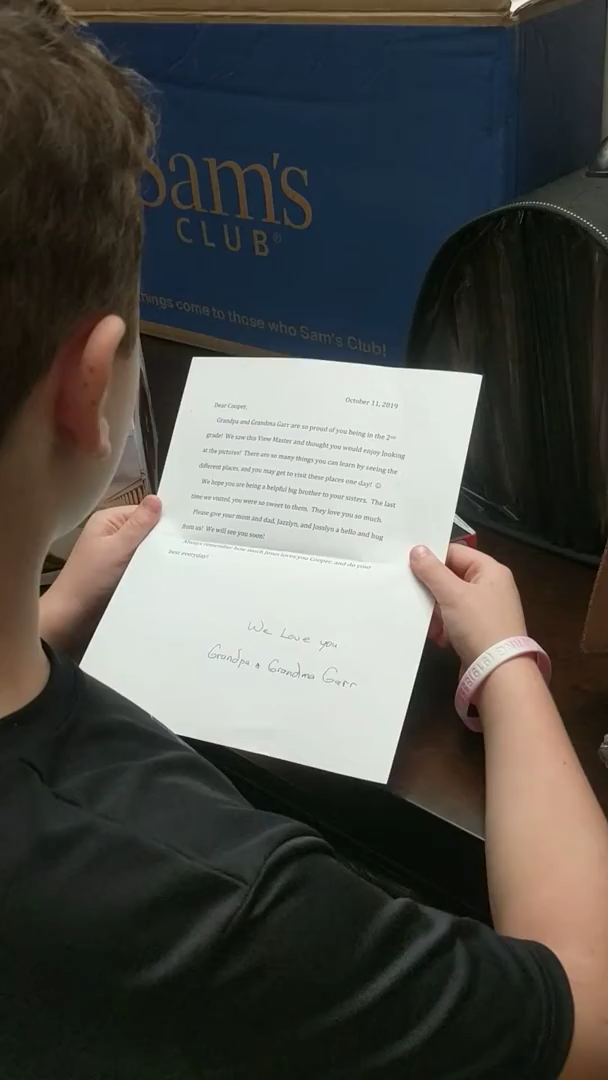 Sam's
CLUB®
things come to those who Sam's Club!
October 11, 2019
Dear Cooper,
Grandpa and Grandma Garr are so proud of you being in the 2nd
grade! We saw this View Master and thought you would enjoy looking
at the pictures! There are so many things you can learn by seeing the
different places, and you may get to visit these places one day! ☺
We hope you are being a helpful big brother to your sisters. The last
time we visited, you were so sweet to them. They love you so much.
Please give your mom and dad, Jazzlyn, and Josslyn a hello and hug
from us! We will see you soon!
Always remember how much Jesus loves you Cooper, and do your
best everyday!
We Love you
Grandpa & Grandma Garr